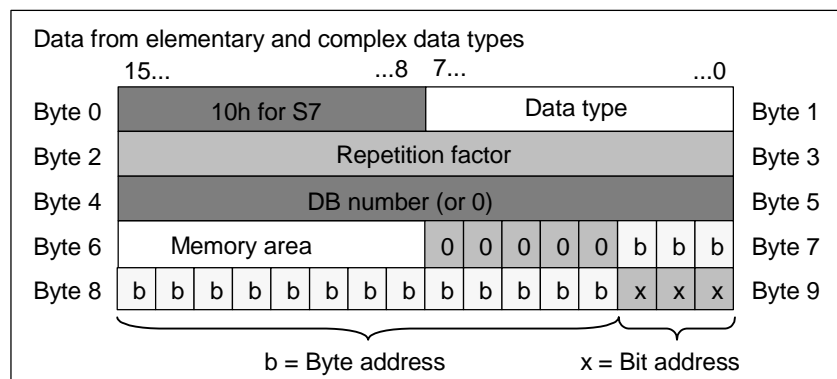 Data from elementary and complex data types
15... ...8 7... ...0
Byte 0 10h for S7 Data type Byte 1
Byte 2 Repetition factor Byte 3
Byte 4 DB number (or 0) Byte 5
Byte 6 Memory area 0 0 0 0 0 b b b Byte 7
Byte 8 b b b b b b b b b b b b b x x x Byte 9
b = Byte address x = Bit address